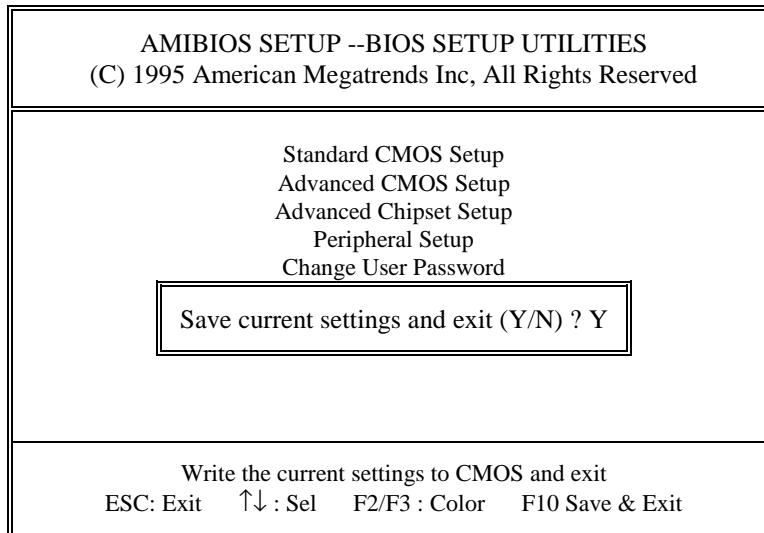 AMIBIOS SETUP --BIOS SETUP UTILITIES
(C) 1995 American Megatrends Inc, All Rights Reserved
Standard CMOS Setup
Advanced CMOS Setup
Advanced Chipset Setup
Peripheral Setup
Change User Password
Save current settings and exit (Y/N) ? Y
Write the current settings to CMOS and exit
ESC: Exit ↑↓ : Sel F2/F3 : Color F10 Save & Exit